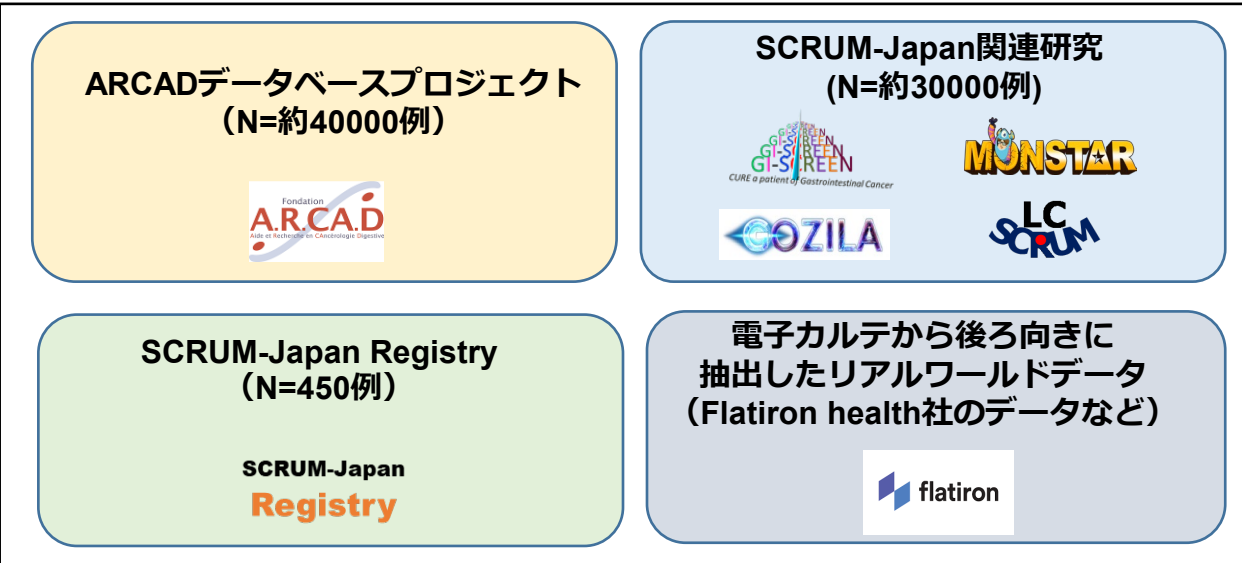 ARCADデータベースプロジェクト
（N=約40000例）
Fondation
A.R.CA.D
Aide et Recherche en CAncérologie Digestive
SCRUM-Japan関連研究
(N=約30000例)
GI-SCREEN
GI-SCREEN
GI-SCREEN
CURE a patient of Gastrointestinal Cancer
MONSTAR
GOZILA
LC
SCRUM
SCRUM-Japan Registry
（N=450例）
SCRUM-Japan
Registry
電子カルテから後ろ向きに
抽出したリアルワールドデータ
（Flatiron health社のデータなど）
flatiron